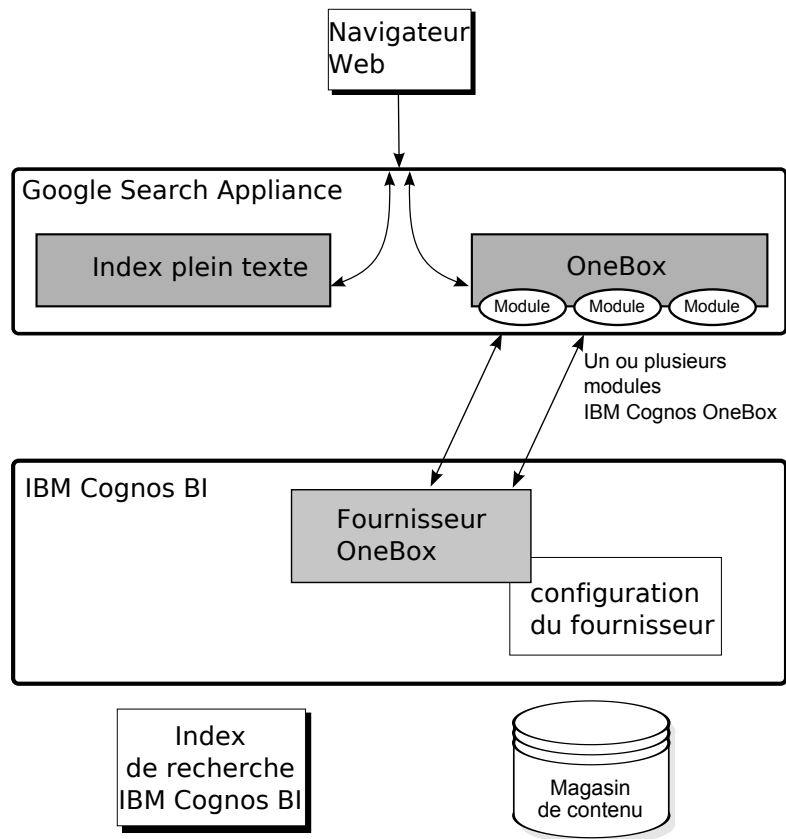 Navigateur
Web
Google Search Appliance
Index plein texte
OneBox
Module
Module
Module
Un ou plusieurs
modules
IBM Cognos OneBox
IBM Cognos BI
Fournisseur
OneBox
configuration
du fournisseur
Index
de recherche
IBM Cognos BI
Magasin
de contenu